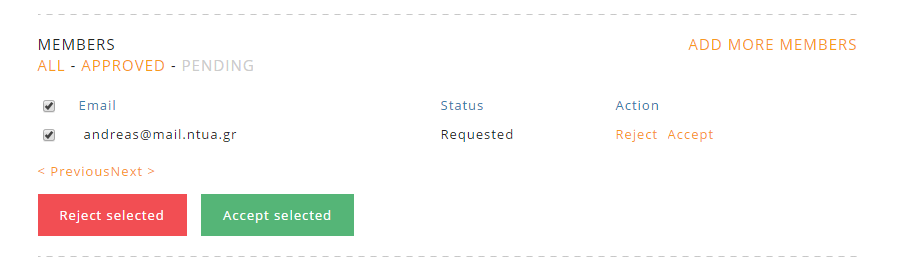 MEMBERS ADD MORE MEMBERS
ALL - APPROVED - PENDING
Email Status Action
andreas@mail.ntua.gr Requested Reject Accept
< PreviousNext >
Reject selected Accept selected